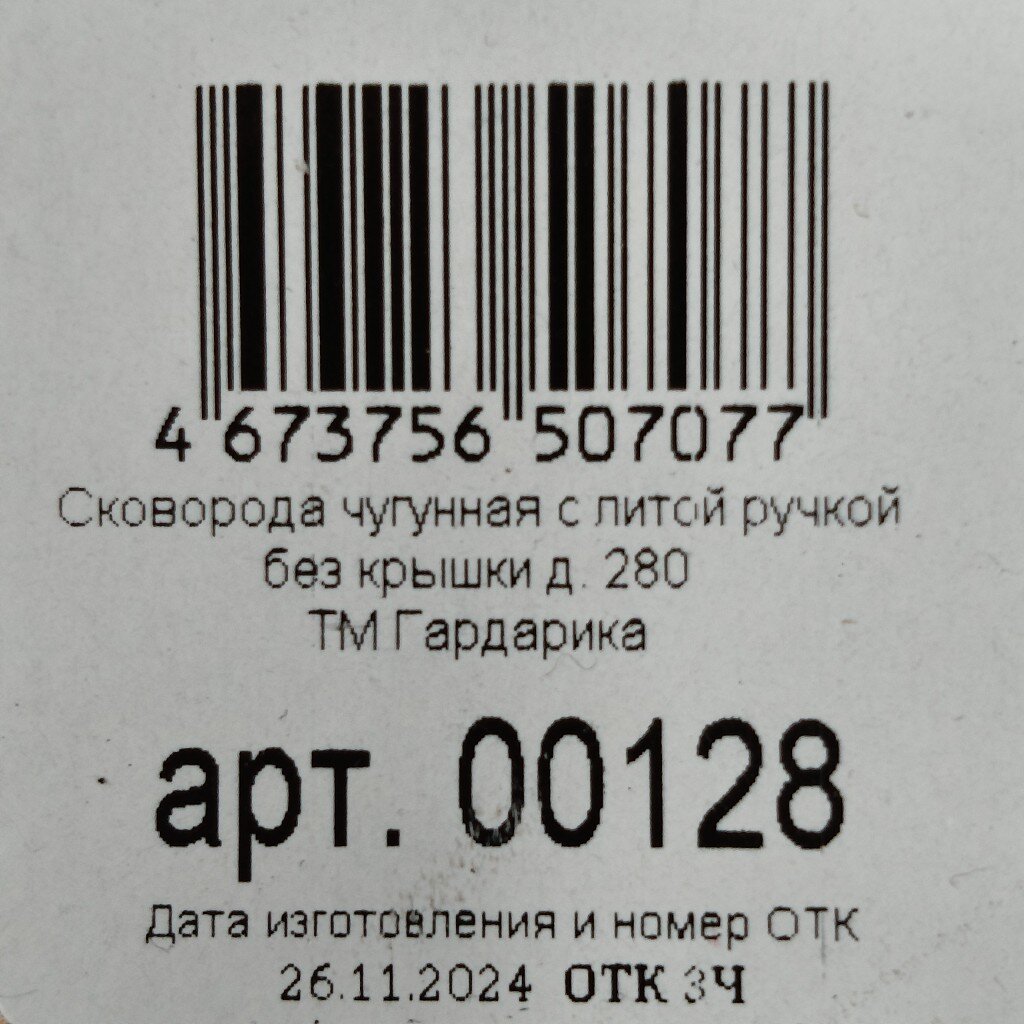 4 673756 507077
Сковорода чугунная с литой ручкой
без крышки д. 280
ТМ Гардарика
арт. 00128
Дата изготовления и номер ОТК
26.11.2024 ОТК 3Ч